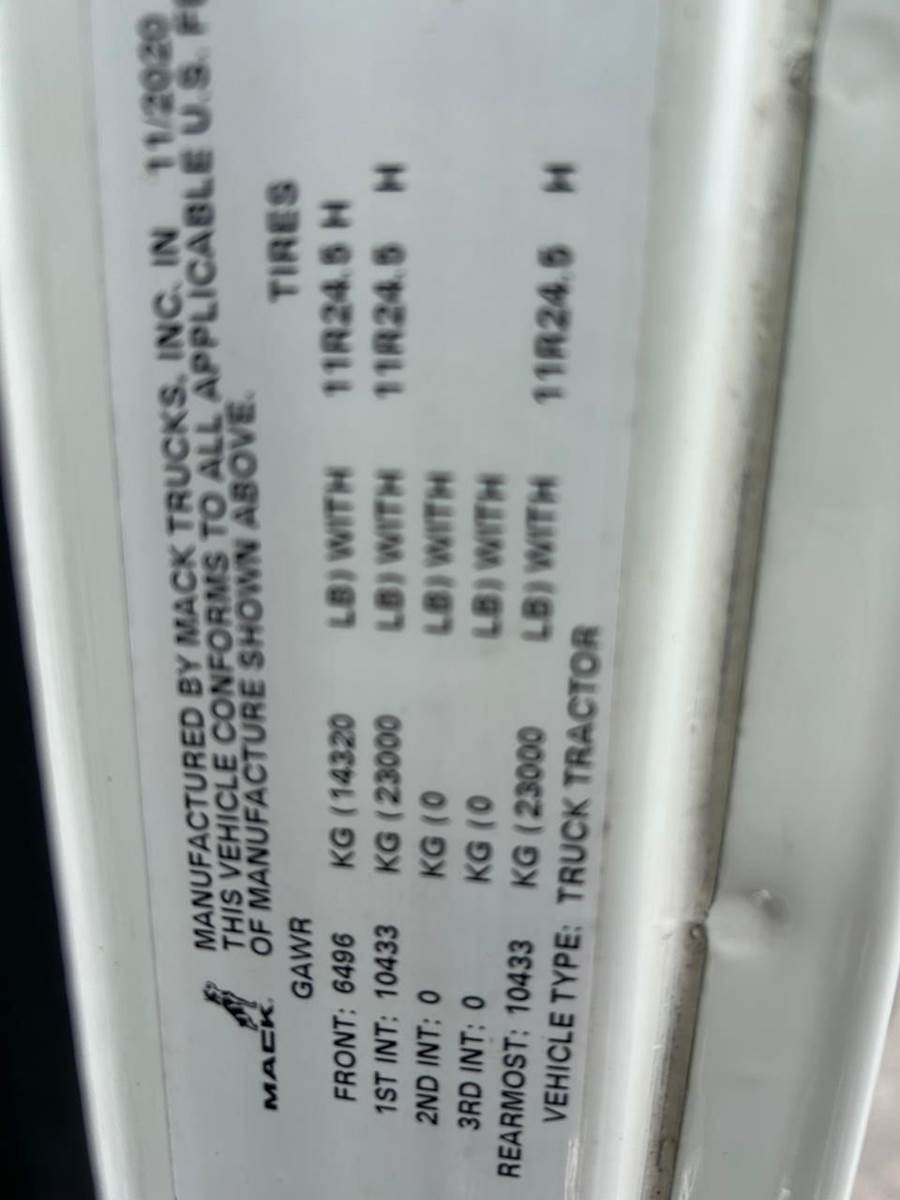 MANUFACTURED BY MACK TRUCKS, INC. IN 11/2020
THIS VEHICLE CONFORMS TO ALL APPLICABLE U.S.
OF MANUFACTURE SHOWN ABOVE.
MACK.
GAWR TIRES
FRONT: 6496 KG (14320 LB) WITH 11R24.5 H
1ST INT: 10433 KG (23000 LB) WITH 11R24.5 H
2ND INT: 0 KG (0 LB) WITH
3RD INT: 0 KG (0 LB) WITH
REARMOST: 10433 KG (23000 LB) WITH 11R24.5 H
VEHICLE TYPE: TRUCK TRACTOR